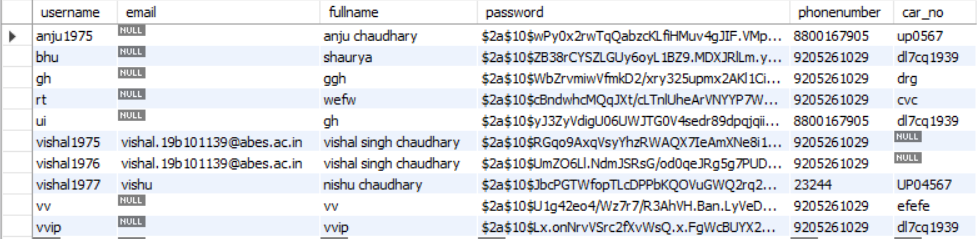 username email fullname password phonenumber car_no
anju1975 NULL anju chaudhary $2a$10$wPy0x2rwTqQabzcKLfiHMuv4gJIF.VMp... 8800167905 up0567
bhu NULL shaurya $2a$10$ZB38rCYSZLGUy6oyL1BZ9.MDXJRlLm.y... 9205261029 dl7cq1939
gh NULL ggh $2a$10$WbZrvmiwVfmkD2/xry325upmx2AKl1Ci... 9205261029 drg
rt NULL wefw $2a$10$cBndwhcMQqJXt/cLTnlUheArVNYYP7W... 9205261029 cvc
ui NULL gh $2a$10$yJ3ZyVdigU06UWJTG0V4sedr89dpqjqii... 8800167905 dl7cq1939
vishal1975 vishal.19b101139@abes.ac.in vishal singh chaudhary $2a$10$RGqo9AxqVsyYhzRWAQX7IeAmXNe8i1... 9205261029 NULL
vishal1976 vishal.19b101139@abes.ac.in vishal singh chaudhary $2a$10$UmZO6Ll.NdmJSRsG/od0qeJRg5g7PUD... 9205261029 NULL
vishal1977 vishu nishu chaudhary $2a$10$JbcPGTWfopTLcDPPbKQOVuGWQ2rq2... 23244 UP04567
vv NULL vv $2a$10$U1g42eo4/Wz7r7/R3AhVH.Ban.LyVeD... 9205261029 efefe
vvip NULL vvip $2a$10$Lx.onNrvVSrc2fXvWsQ.x.FgWcBUYX2... 9205261029 dl7cq1939